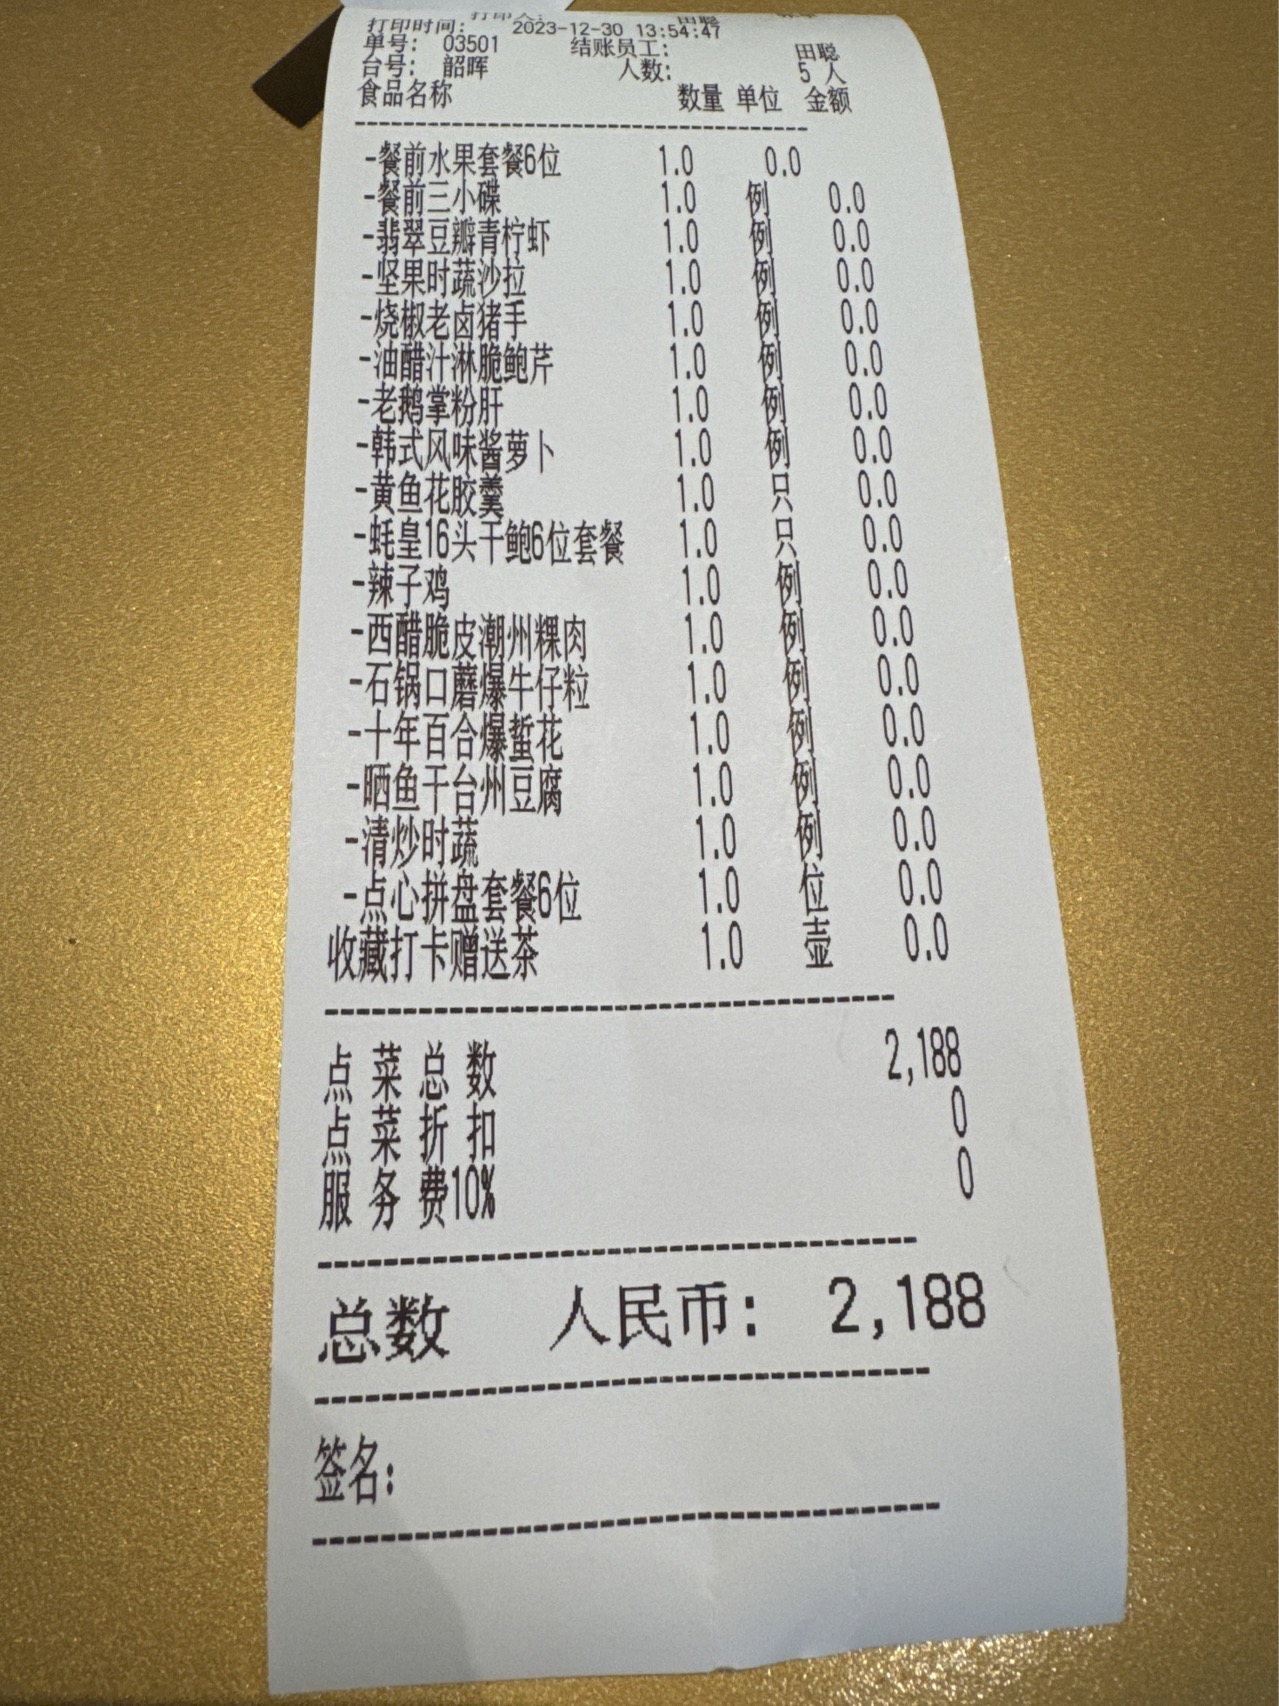 打印时间: 2023-12-30 13:54:47
单号: 03501 结账员工: 田聪
台号: 韶晖 人数: 5 人
食品名称 数量 单位 金额
-餐前水果套餐6位 1.0 0.0
-餐前三小碟 1.0 例 0.0
-翡翠豆瓣青柠虾 1.0 例 0.0
-坚果时蔬沙拉 1.0 例 0.0
-烧椒老卤猪手 1.0 例 0.0
-油醋汁淋脆鲍芹 1.0 例 0.0
-老鹅掌粉肝 1.0 例 0.0
-韩式风味酱萝卜 1.0 例 0.0
-黄鱼花胶羹 1.0 只 0.0
-蚝皇16头干鲍6位套餐 1.0 只 0.0
-辣子鸡 1.0 例 0.0
-西醋脆皮潮州粿肉 1.0 例 0.0
-石锅口蘑爆牛仔粒 1.0 例 0.0
-十年百合爆蜇花 1.0 例 0.0
-晒鱼干台州豆腐 1.0 例 0.0
-清炒时蔬 1.0 例 0.0
-点心拼盘套餐6位 1.0 位 0.0
收藏打卡赠送茶 1.0 壶 0.0
点菜总数 2,188
点菜折扣 0
服务费10% 0
总数 人民币: 2,188
签名: